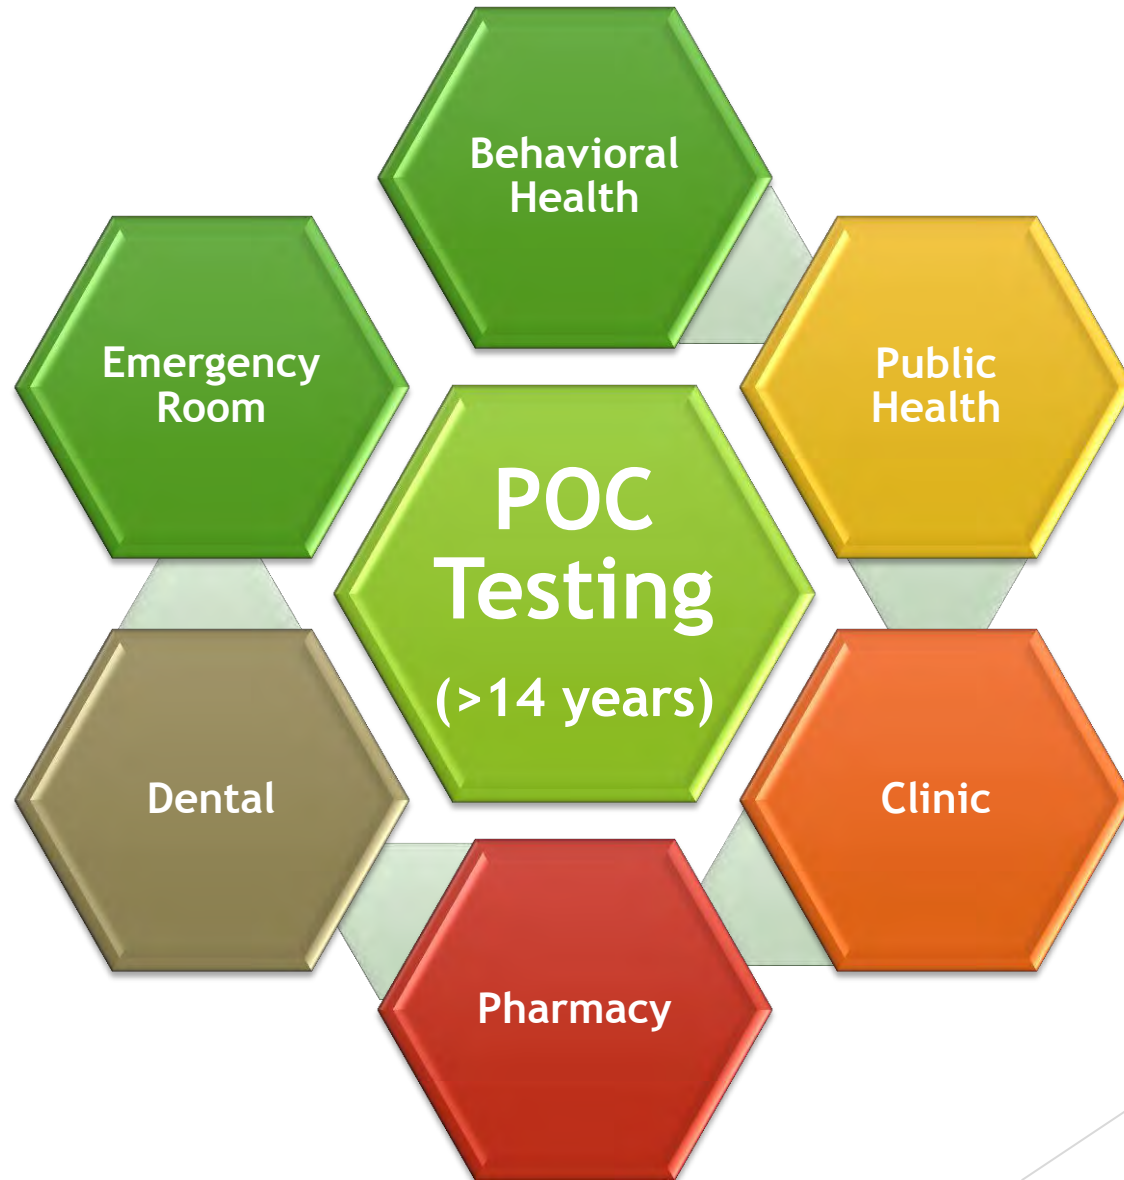 Behavioral
Health
Emergency
Room
Public
Health
POC
Testing
(>14 years)
Dental
Clinic
Pharmacy